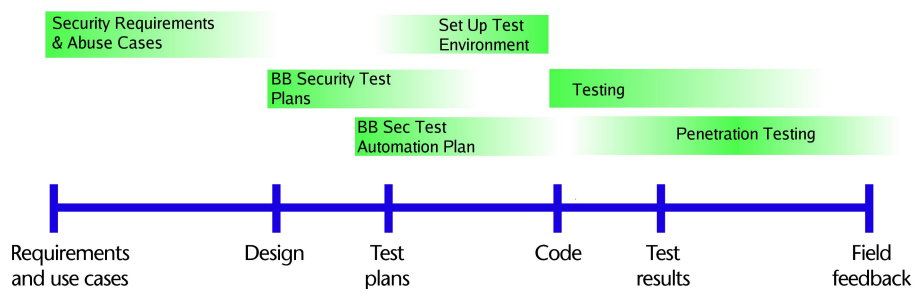 Security Requirements
& Abuse Cases
Set Up Test
Environment
BB Security Test
Plans
Testing
BB Sec Test
Automation Plan
Penetration Testing
Requirements
and use cases
Design
Test
plans
Code
Test
results
Field
feedback